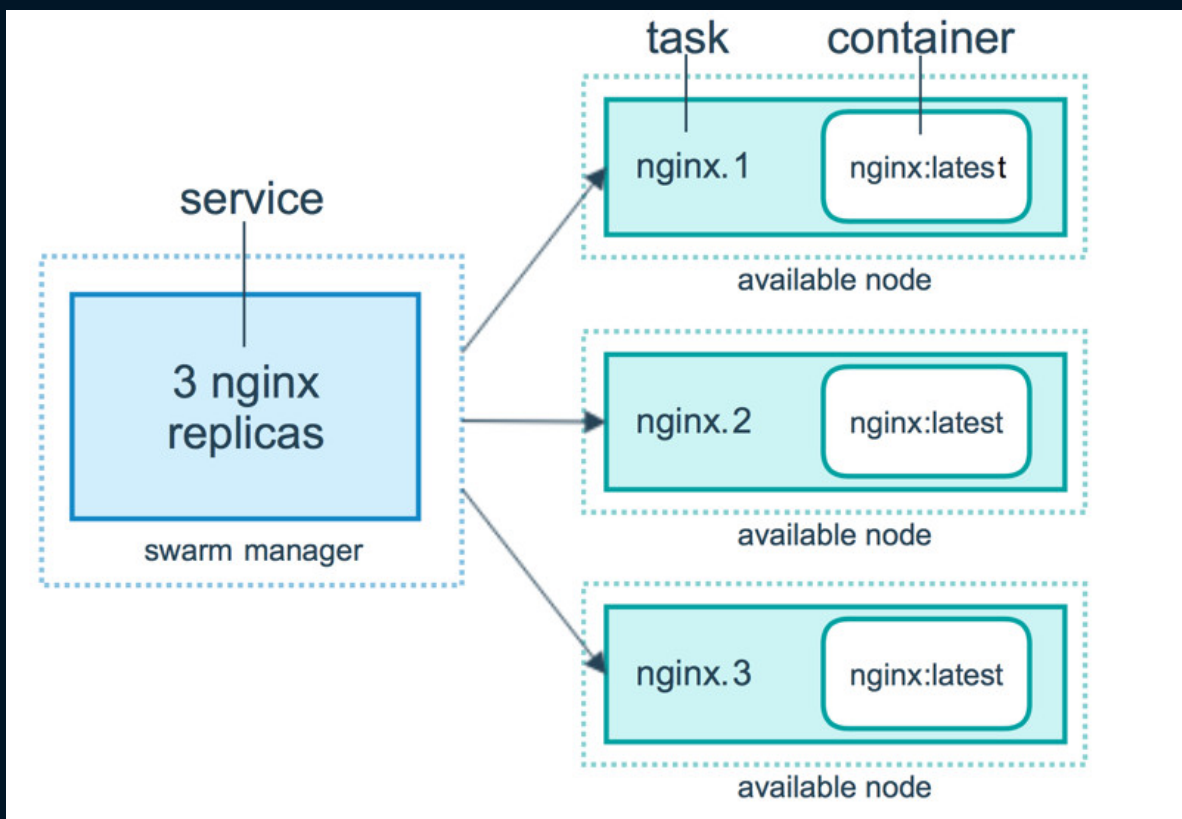 task
container
nginx.1
nginx:latest
available node
service
3 nginx
replicas
swarm manager
nginx.2
nginx:latest
available node
nginx.3
nginx:latest
available node